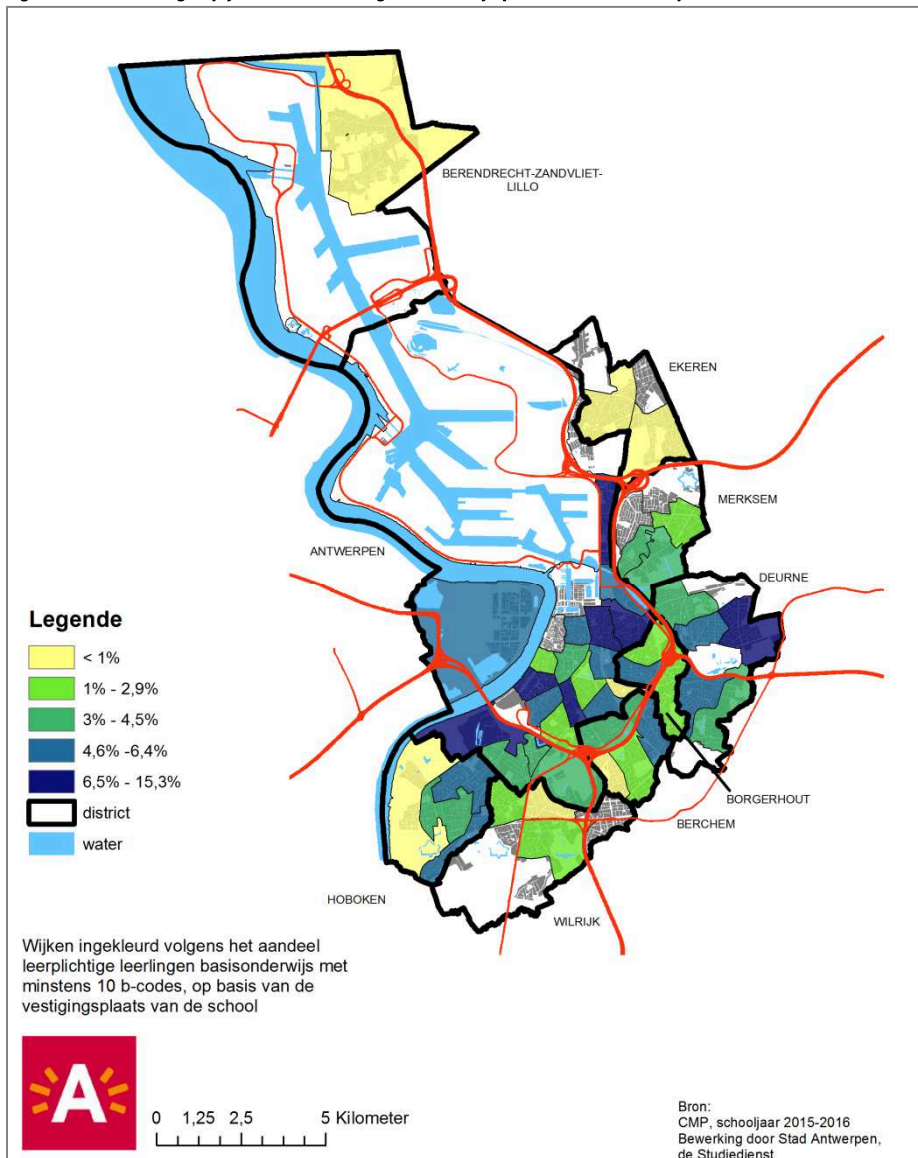 BERENDRECHT-ZANDVLIET-
LILLO
EKEREN
MERKSEM
ANTWERPEN
DEURNE
Legende
< 1%
1% - 2,9%
3% - 4,5%
4,6% -6,4%
6,5% - 15,3%
district
water
BORGERHOUT
BERCHEM
HOBOKEN
WILRIJK
Wijken ingekleurd volgens het aandeel
leerplichtige leerlingen basisonderwijs met
minstens 10 b-codes, op basis van de
vestigingsplaats van de school
A
0 1,25 2,5 5 Kilometer
Bron:
CMP, schooljaar 2015-2016
Bewerking door Stad Antwerpen,
de Studiedienst